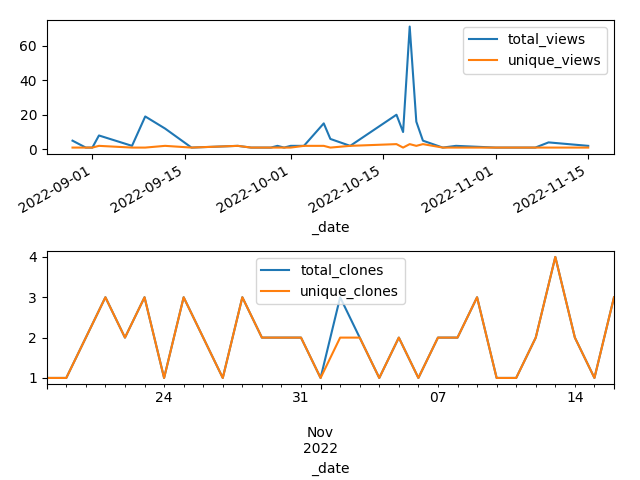 60
40
20
0
total_views
unique_views
2022-09-01
2022-09-15
2022-10-01
2022-10-15
2022-11-01
2022-11-15
_date
4
3
2
1
total_clones
unique_clones
24
31
07
14
Nov
2022
_date